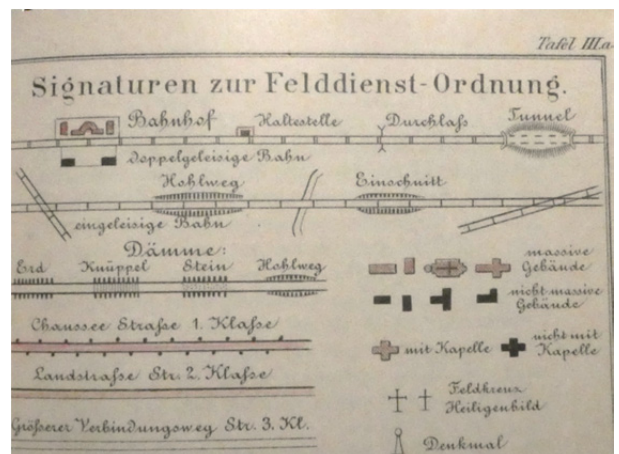 Tafel III.a
Signaturen zur Felddienst-Ordnung.
Bahnhof Haltestelle Durchlaſs Tunnel
doppelgeleisige Bahn
Hohlweg Einschnitt
eingeleisige Bahn
Dämme:
Erd Knüppel Stein Hohlweg
massive
Gebäude
nicht massive
Gebäude
Chaussee Straſse 1. Klaſse
mit Kapelle
nicht mit
Kapelle
Landstraſse Str. 2. Klaſse
Feldkreuz
Heiligenbild
Größerer Verbindungsweg Str. 3. Kl.
Denkmal